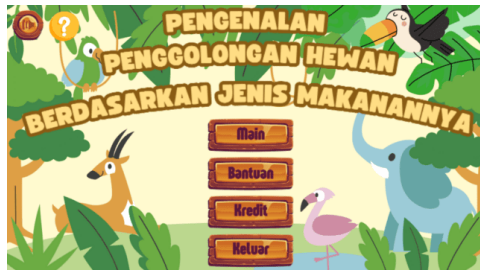 ?
PENGENALAN
PENGGOLONGAN HEWAN
BERDASARKAN JENIS MAKANANNYA
Main
Bantuan
Kredit
Keluar